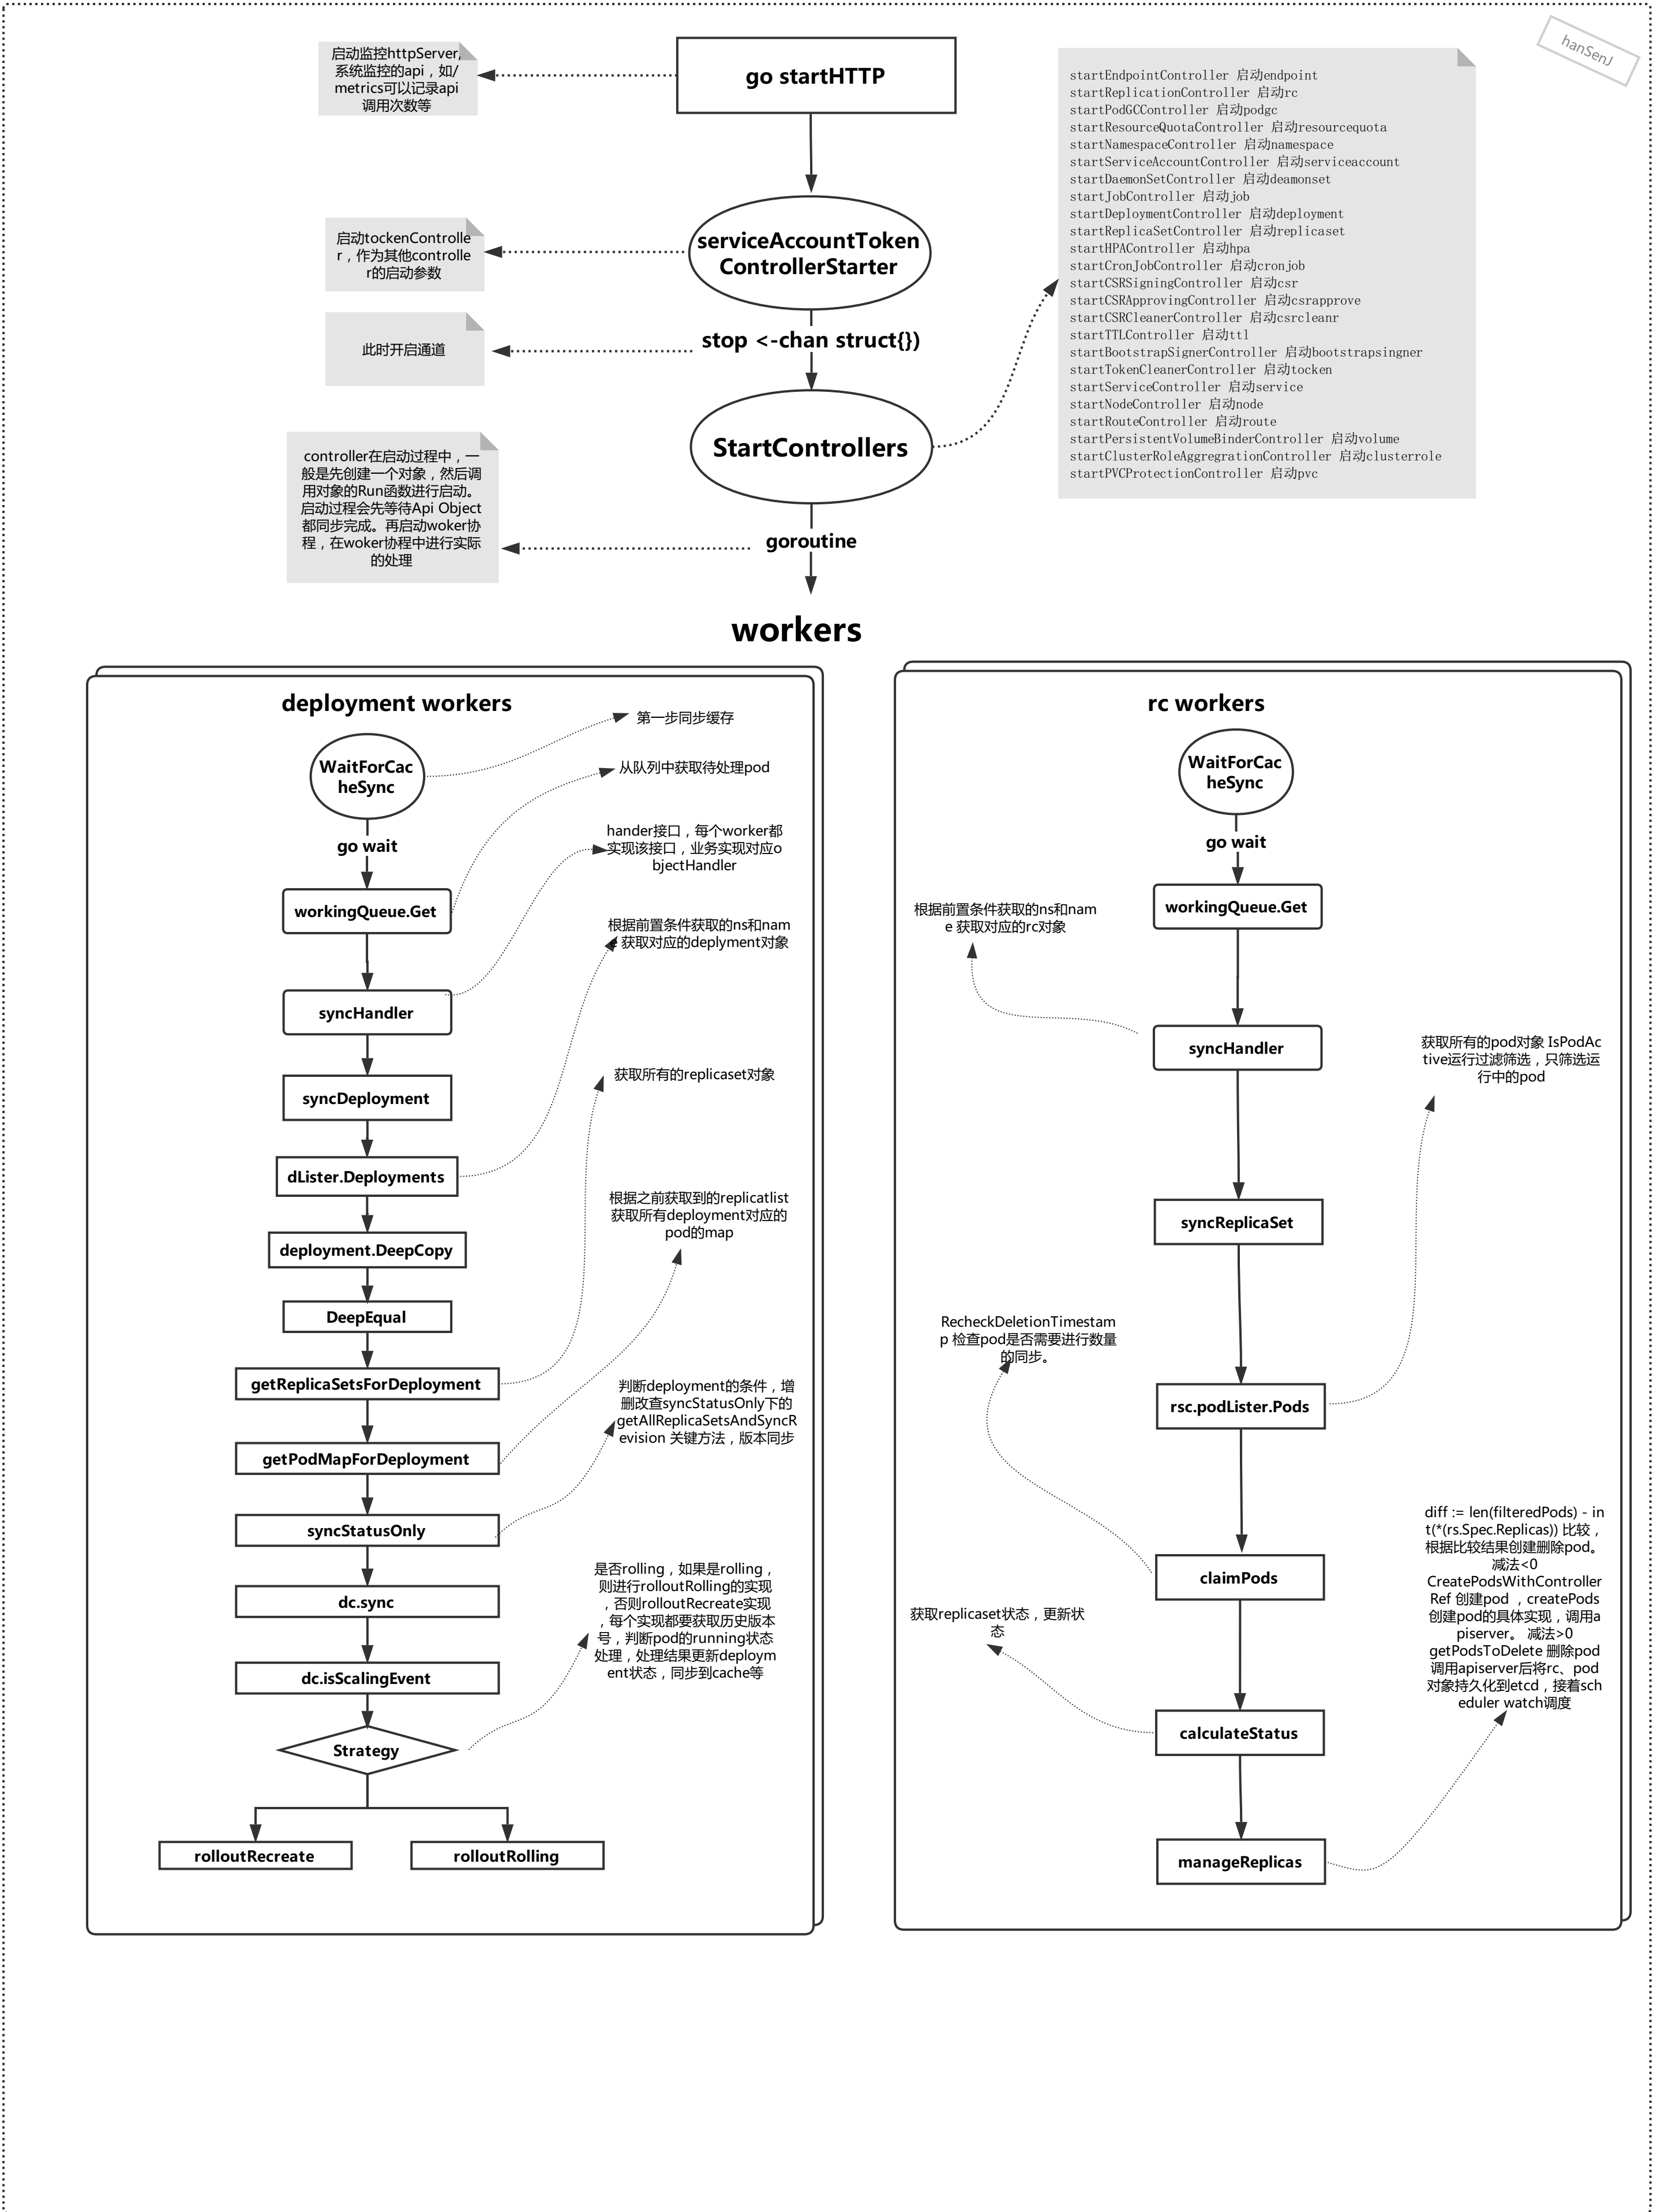 hanSenJ
启动监控httpServer,
系统监控的api，如/
metrics可以记录api
调用次数等
go startHTTP
startEndpointController 启动endpoint
startReplicationController 启动rc
startPodGCController 启动podgc
startResourceQuotaController 启动resourcequota
startNamespaceController 启动namespace
startServiceAccountController 启动serviceaccount
startDaemonSetController 启动deamonset
startJobController 启动job
startDeploymentController 启动deployment
startReplicaSetController 启动replicaset
startHPAController 启动hpa
startCronJobController 启动cronjob
startCSRSigningController 启动csr
startCSRApprovingController 启动csrapprove
startCSRCleanerController 启动csrcleanr
startTTLController 启动ttl
startBootstrapSignerController 启动bootstrapsingner
startTokenCleanerController 启动tocken
startServiceController 启动service
startNodeController 启动node
startRouteController 启动route
startPersistentVolumeBinderController 启动volume
startClusterRoleAggregrationController 启动clusterrole
startPVCProtectionController 启动pvc
启动tockenControlle
r，作为其他controlle
r的启动参数
serviceAccountToken
ControllerStarter
此时开启通道
stop <-chan struct{})
StartControllers
controller在启动过程中，一
般是先创建一个对象，然后调
用对象的Run函数进行启动。
启动过程会先等待Api Object
都同步完成。再启动woker协
程，在woker协程中进行实际
的处理
goroutine
workers
deployment workers
第一步同步缓存
WaitForCac
heSync
从队列中获取待处理pod
go wait
hander接口，每个worker都
实现该接口，业务实现对应o
bjectHandler
workingQueue.Get
根据前置条件获取的ns和nam
e 获取对应的deplyment对象
syncHandler
获取所有的replicaset对象
syncDeployment
dLister.Deployments
根据之前获取到的replicatlist
获取所有deployment对应的
pod的map
deployment.DeepCopy
DeepEqual
getReplicaSetsForDeployment
判断deployment的条件，增
删改查syncStatusOnly下的
getAllReplicaSetsAndSyncR
evision 关键方法，版本同步
getPodMapForDeployment
syncStatusOnly
是否rolling，如果是rolling，
则进行rolloutRolling的实现
，否则rolloutRecreate实现
，每个实现都要获取历史版本
号，判断pod的running状态
处理，处理结果更新deploym
ent状态，同步到cache等
dc.sync
dc.isScalingEvent
Strategy
rolloutRecreate
rolloutRolling
rc workers
WaitForCac
heSync
go wait
workingQueue.Get
根据前置条件获取的ns和nam
e 获取对应的rc对象
syncHandler
获取所有的pod对象 IsPodAc
tive运行过滤筛选，只筛选运
行中的pod
syncReplicaSet
RecheckDeletionTimestam
p 检查pod是否需要进行数量
的同步。
rsc.podLister.Pods
diff := len(filteredPods) - in
t(*(rs.Spec.Replicas)) 比较，
根据比较结果创建删除pod。
减法<0
CreatePodsWithController
Ref 创建pod ，createPods
创建pod的具体实现，调用a
piserver。 减法>0
getPodsToDelete 删除pod
调用apiserver后将rc、pod
对象持久化到etcd，接着sch
eduler watch调度
claimPods
获取replicaset状态，更新状
态
calculateStatus
manageReplicas